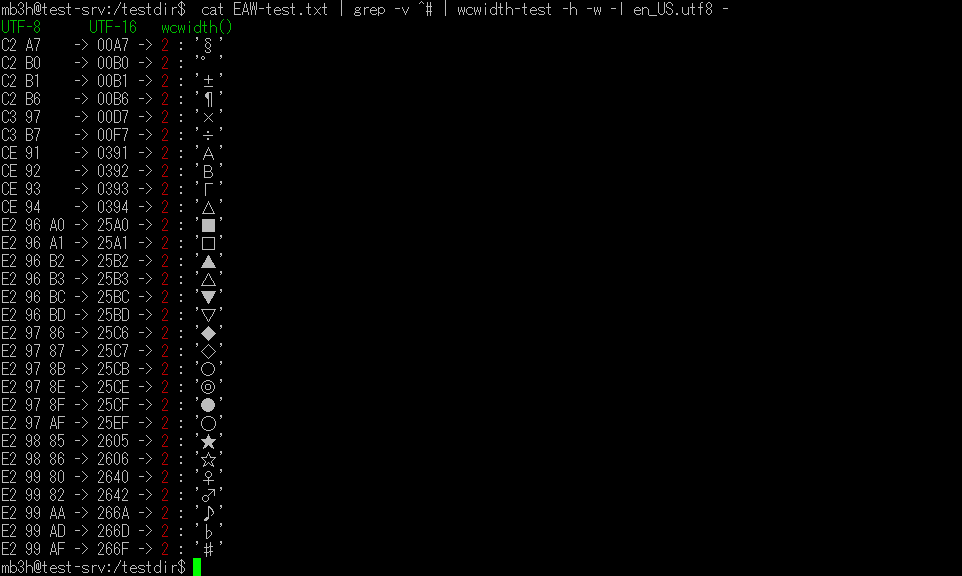 mb3h@test-srv:/testdir$  cat EAW-test.txt | grep -v ^# | wcwidth-test -h -w -l en_US.utf8 -
UTF-8      UTF-16   wcwidth()
C2 A7    -> 00A7 -> 2 : '§'
C2 B0    -> 00B0 -> 2 : '°'
C2 B1    -> 00B1 -> 2 : '±'
C2 B6    -> 00B6 -> 2 : '¶'
C3 97    -> 00D7 -> 2 : '×'
C3 B7    -> 00F7 -> 2 : '÷'
CE 91    -> 0391 -> 2 : 'Α'
CE 92    -> 0392 -> 2 : 'Β'
CE 93    -> 0393 -> 2 : 'Γ'
CE 94    -> 0394 -> 2 : 'Δ'
E2 96 A0 -> 25A0 -> 2 : '■'
E2 96 A1 -> 25A1 -> 2 : '□'
E2 96 B2 -> 25B2 -> 2 : '▲'
E2 96 B3 -> 25B3 -> 2 : '△'
E2 96 BC -> 25BC -> 2 : '▼'
E2 96 BD -> 25BD -> 2 : '▽'
E2 97 86 -> 25C6 -> 2 : '◆'
E2 97 87 -> 25C7 -> 2 : '◇'
E2 97 8B -> 25CB -> 2 : '○'
E2 97 8E -> 25CE -> 2 : '◎'
E2 97 8F -> 25CF -> 2 : '●'
E2 97 AF -> 25EF -> 2 : '◯'
E2 98 85 -> 2605 -> 2 : '★'
E2 98 86 -> 2606 -> 2 : '☆'
E2 99 80 -> 2640 -> 2 : '♀'
E2 99 82 -> 2642 -> 2 : '♂'
E2 99 AA -> 266A -> 2 : '♪'
E2 99 AD -> 266D -> 2 : '♭'
E2 99 AF -> 266F -> 2 : '♯'
mb3h@test-srv:/testdir$